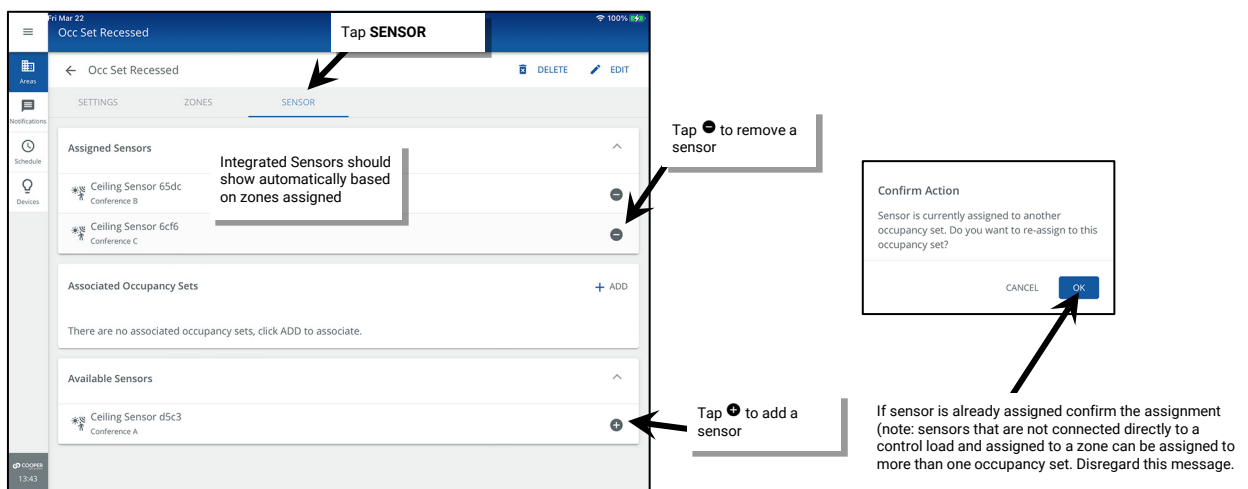 Fri Mar 22
100%
Occ Set Recessed
Tap SENSOR
Areas
Notifications
Schedule
Devices
Occ Set Recessed
DELETE
EDIT
SETTINGS
ZONES
SENSOR
Assigned Sensors
Integrated Sensors should
show automatically based
on zones assigned
Ceiling Sensor 65dc
Conference B
Ceiling Sensor 6cf6
Conference C
Tap to remove a
sensor
Associated Occupancy Sets
+ ADD
There are no associated occupancy sets, click ADD to associate.
Available Sensors
Ceiling Sensor d5c3
Conference A
Tap to add a
sensor
COOPER
13:43
Confirm Action
Sensor is currently assigned to another
occupancy set. Do you want to re-assign to this
occupancy set?
CANCEL
OK
If sensor is already assigned confirm the assignment
(note: sensors that are not connected directly to a
control load and assigned to a zone can be assigned to
more than one occupancy set. Disregard this message.